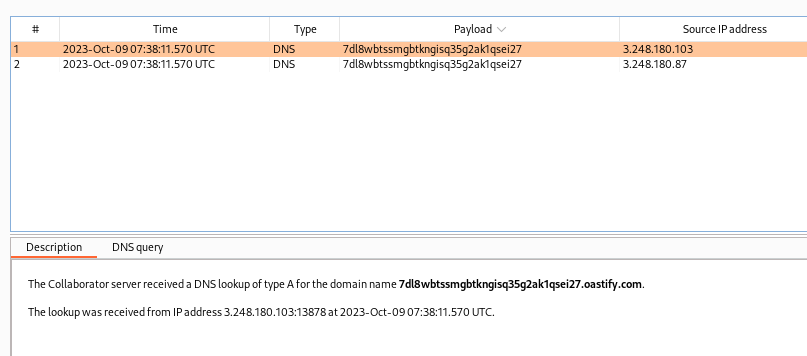 # Time Type Payload Source IP address
1 2023-Oct-09 07:38:11.570 UTC DNS 7dl8wbtssmgbtkngisq35g2ak1qsei27 3.248.180.103
2 2023-Oct-09 07:38:11.570 UTC DNS 7dl8wbtssmgbtkngisq35g2ak1qsei27 3.248.180.87
Description DNS query
The Collaborator server received a DNS lookup of type A for the domain name 7dl8wbtssmgbtkngisq35g2ak1qsei27.oastify.com.
The lookup was received from IP address 3.248.180.103:13878 at 2023-Oct-09 07:38:11.570 UTC.